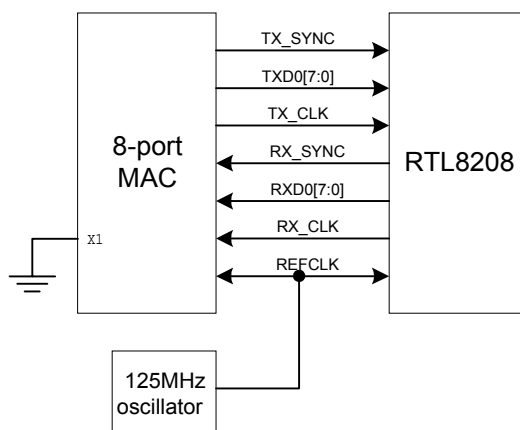 TX_SYNC
TXD0[7:0]
TX_CLK
8-port
MAC
RX_SYNC
RTL8208
RXD0[7:0]
X1
RX_CLK
REFCLK
125MHz
oscillator